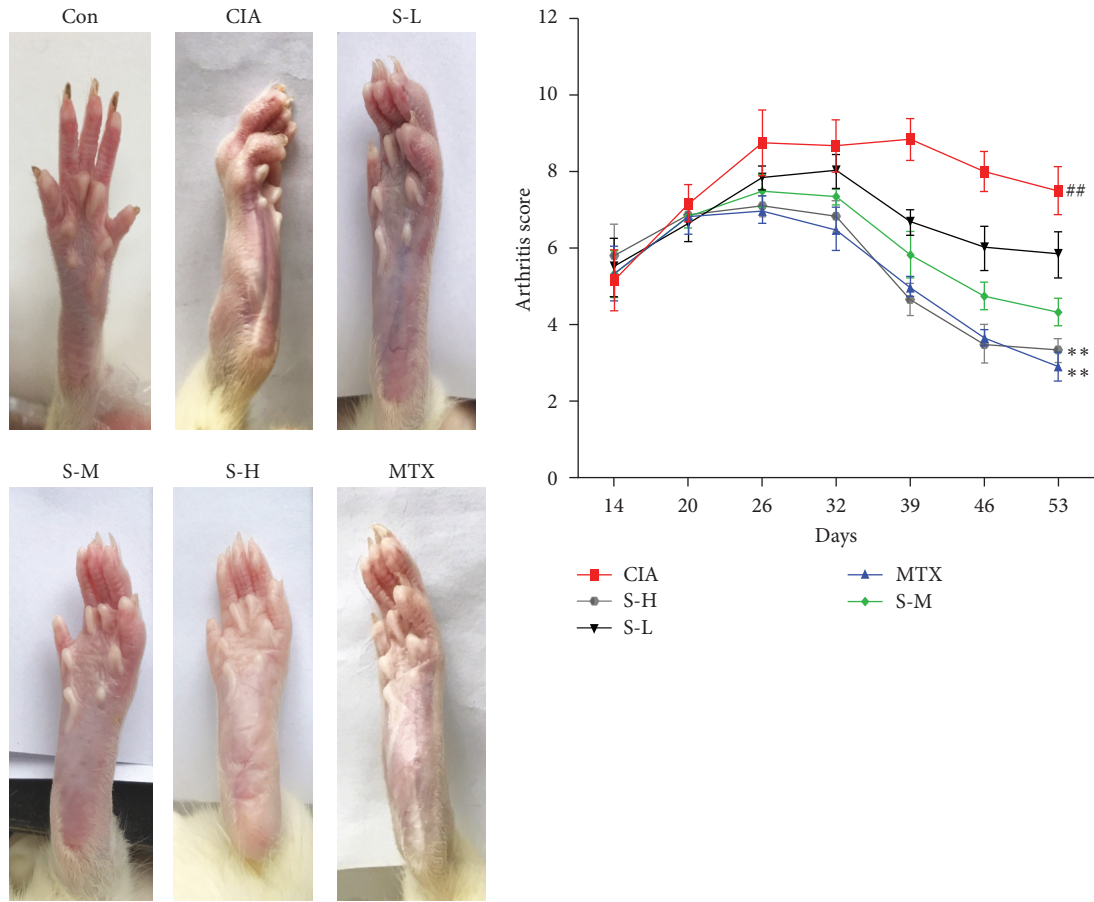 Con
CIA
S-L
S-M
S-H
MTX
12
10
8
6
4
2
0
Arthritis score
14 20 26 32 39 46 53
Days
##
**
**
CIA
S-H
S-L
MTX
S-M